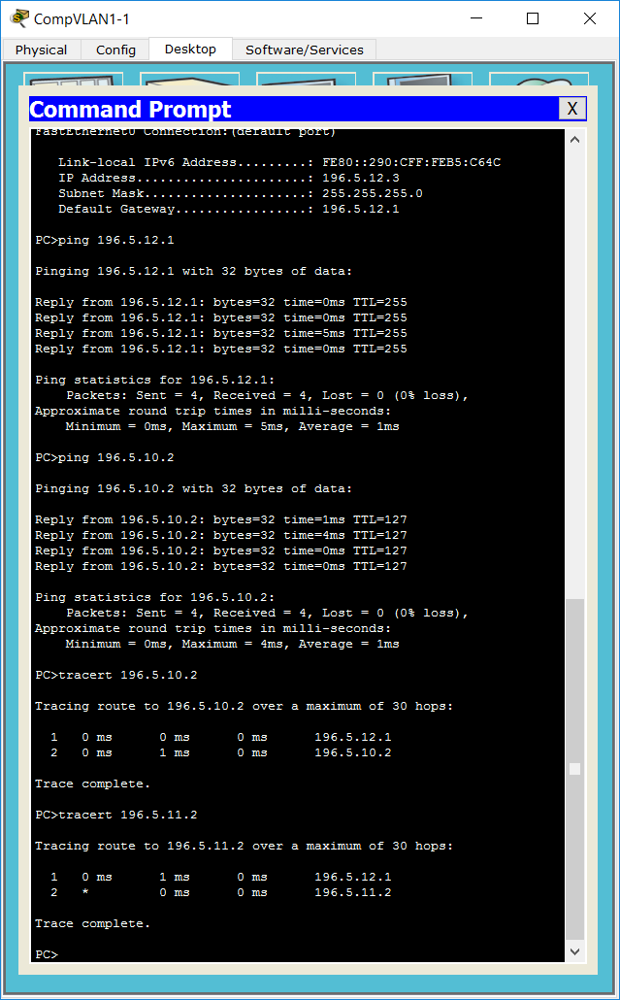 CompVLAN1-1
Physical Config Desktop Software/Services
Command Prompt X
FastEthernet0 Connection:(default port)
Link-local IPv6 Address.........: FE80::290:CFF:FEB5:C64C
IP Address......................: 196.5.12.3
Subnet Mask.....................: 255.255.255.0
Default Gateway.................: 196.5.12.1
PC>ping 196.5.12.1
Pinging 196.5.12.1 with 32 bytes of data:
Reply from 196.5.12.1: bytes=32 time=0ms TTL=255
Reply from 196.5.12.1: bytes=32 time=0ms TTL=255
Reply from 196.5.12.1: bytes=32 time=5ms TTL=255
Reply from 196.5.12.1: bytes=32 time=0ms TTL=255
Ping statistics for 196.5.12.1:
Packets: Sent = 4, Received = 4, Lost = 0 (0% loss),
Approximate round trip times in milli-seconds:
Minimum = 0ms, Maximum = 5ms, Average = 1ms
PC>ping 196.5.10.2
Pinging 196.5.10.2 with 32 bytes of data:
Reply from 196.5.10.2: bytes=32 time=1ms TTL=127
Reply from 196.5.10.2: bytes=32 time=4ms TTL=127
Reply from 196.5.10.2: bytes=32 time=0ms TTL=127
Reply from 196.5.10.2: bytes=32 time=0ms TTL=127
Ping statistics for 196.5.10.2:
Packets: Sent = 4, Received = 4, Lost = 0 (0% loss),
Approximate round trip times in milli-seconds:
Minimum = 0ms, Maximum = 4ms, Average = 1ms
PC>tracert 196.5.10.2
Tracing route to 196.5.10.2 over a maximum of 30 hops:
1 0 ms 0 ms 0 ms 196.5.12.1
2 0 ms 1 ms 0 ms 196.5.10.2
Trace complete.
PC>tracert 196.5.11.2
Tracing route to 196.5.11.2 over a maximum of 30 hops:
1 0 ms 1 ms 0 ms 196.5.12.1
2 * 0 ms 0 ms 196.5.11.2
Trace complete.
PC>